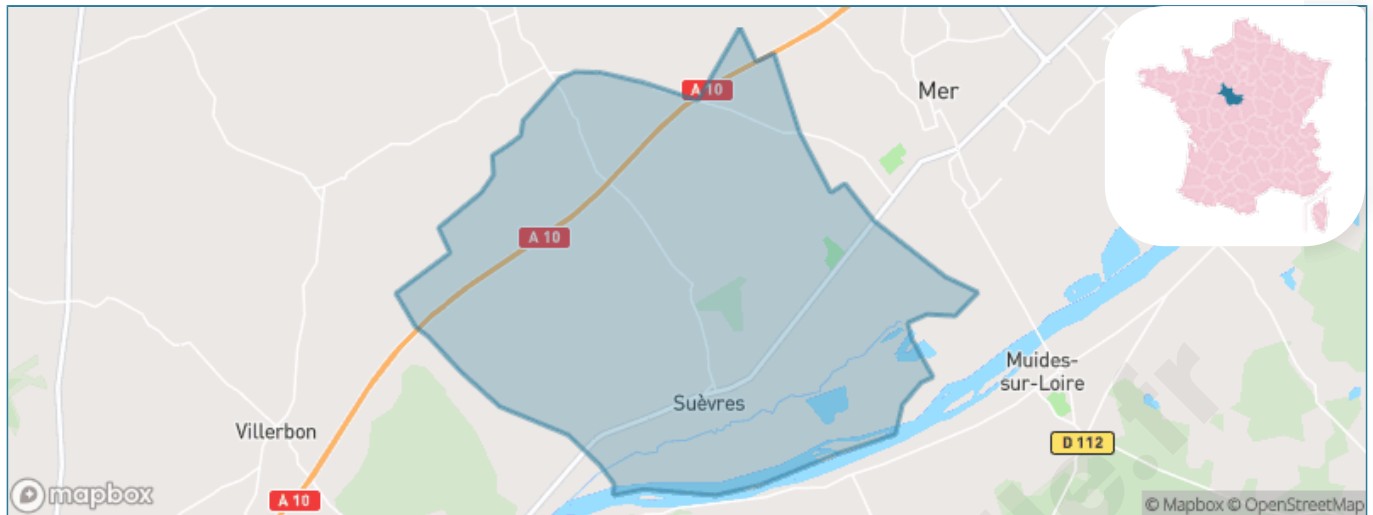 A 10
Mer
A 10
Muides-
sur-Loire
Suèvres
Villerbon
D 112
A 10
mapbox
© Mapbox © OpenStreetMap